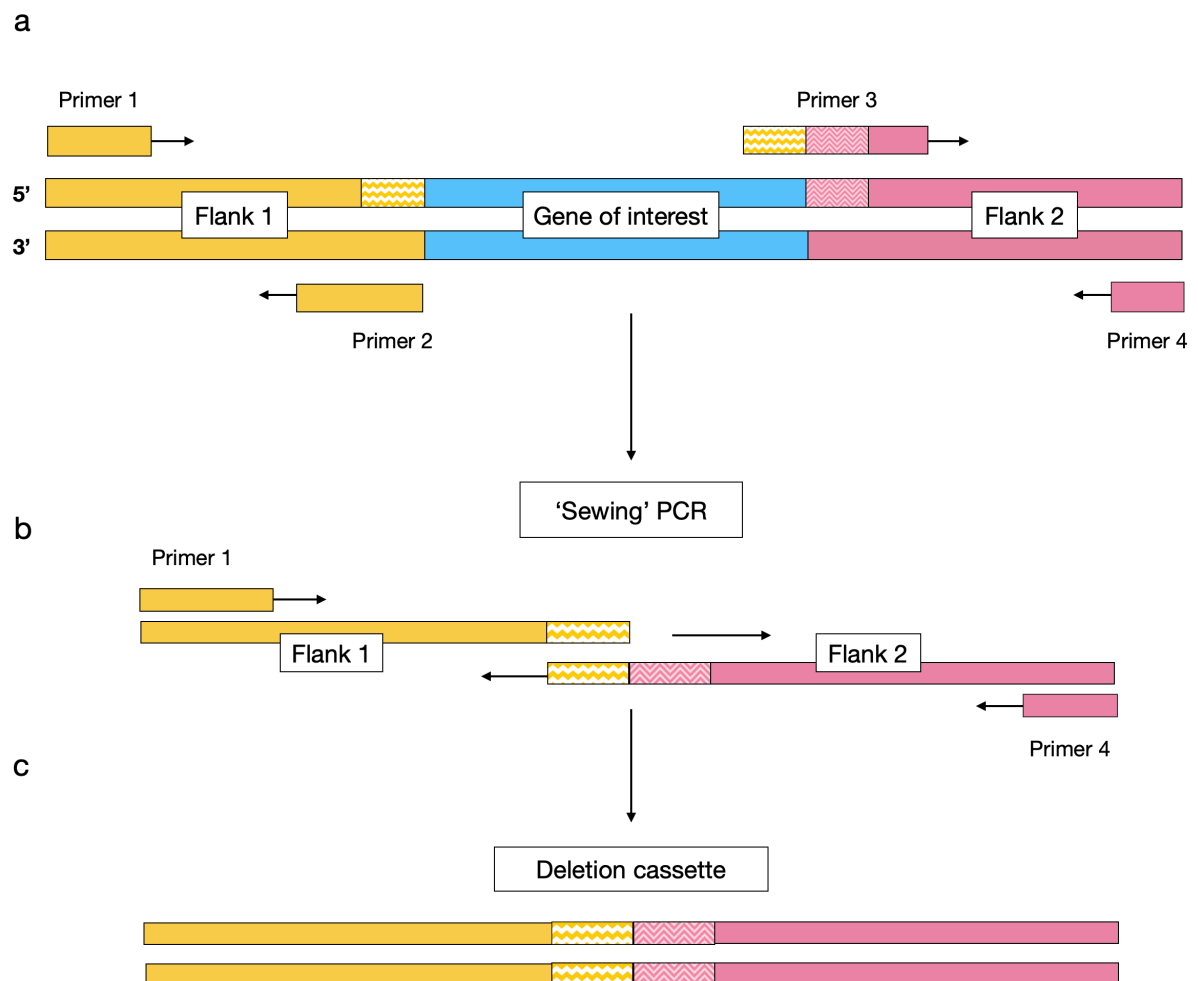 a
Primer 1
Primer 3
5’
Flank 1
Gene of interest
Flank 2
3’
Primer 2
Primer 4
‘Sewing’ PCR
b
Primer 1
Flank 1
Flank 2
Primer 4
c
Deletion cassette